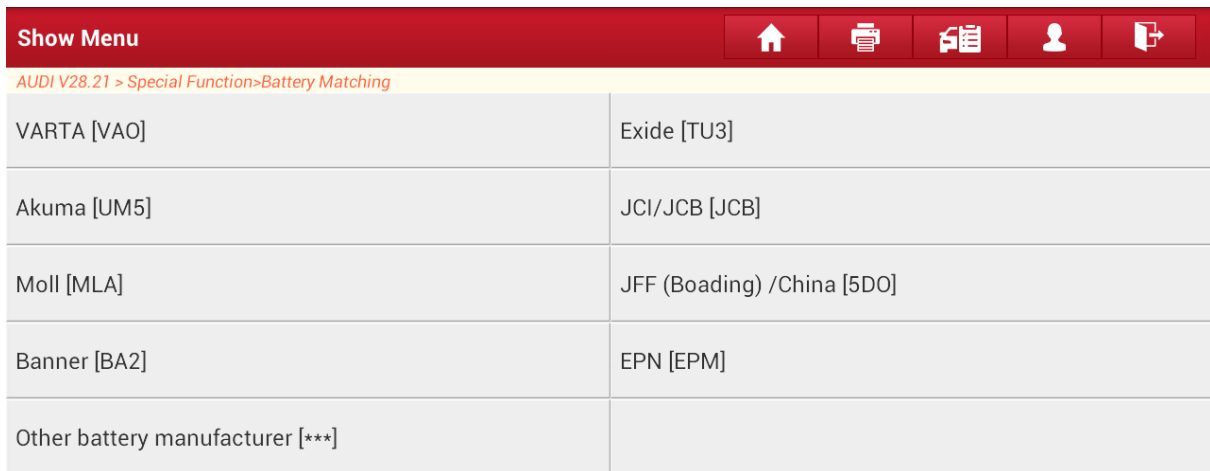 Show Menu
AUDI V28.21 > Special Function>Battery Matching
VARTA [VAO]
Exide [TU3]
Akuma [UM5]
JCI/JCB [JCB]
Moll [MLA]
JFF (Boading) /China [5DO]
Banner [BA2]
EPN [EPM]
Other battery manufacturer [***]